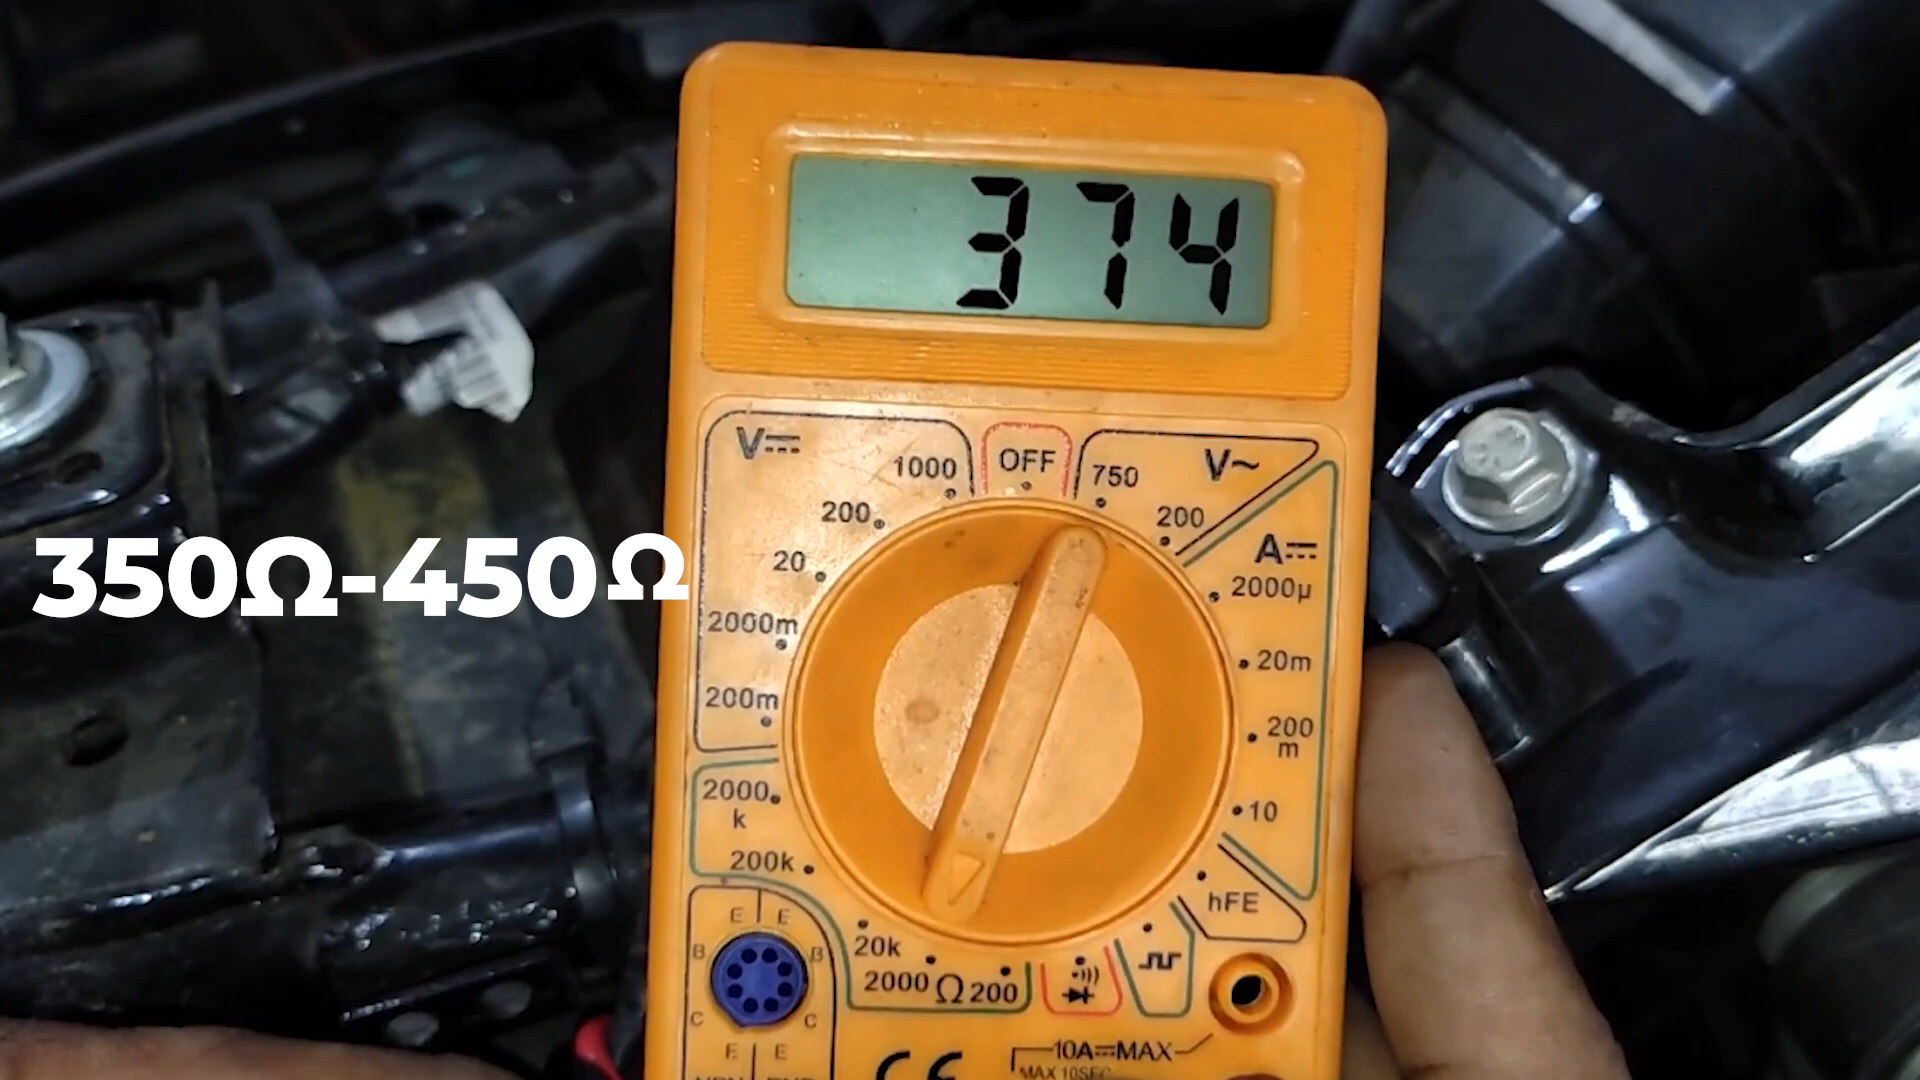 374
V⎓
1000
OFF
750
V~
200
200
A⎓
20
2000µ
350Ω-450Ω
2000m
20m
200m
200
m
2000
k
10
200k
hFE
E E
B B
20k
2000 Ω 200
C C
E E
10A⎓MAX
CE
MAX 10SEC